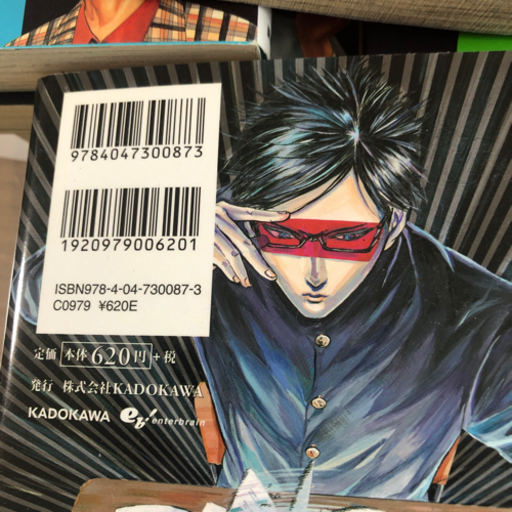 9784047300873
1920979006201
ISBN978-4-04-730087-3
C0979 ¥620E
定価 本体620円 +税
発行 株式会社KADOKAWA
KADOKAWA eb! enterbrain